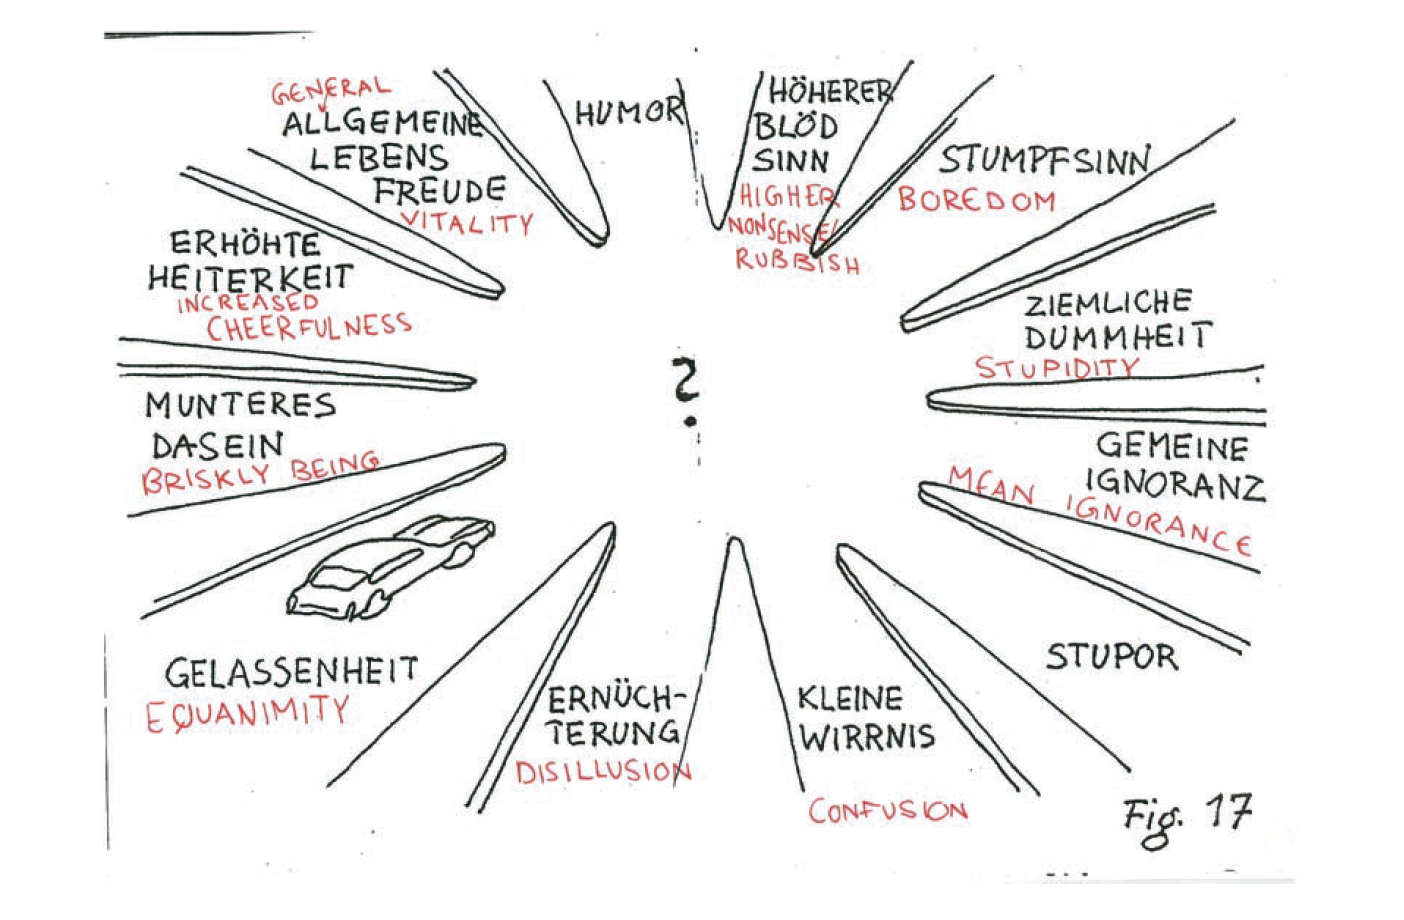 GENERAL
ALLGEMEINE
LEBENS
FREUDE
VITALITY
HUMOR
HÖHERER
BLÖD
SINN
HIGHER
NONSENSE/
RUBBISH
STUMPFSINN
BOREDOM
ERHÖHTE
HEITERKEIT
INCREASED
CHEERFULNESS
ZIEMLICHE
DUMMHEIT
STUPIDITY
?
MUNTERES
DASEIN
BRISKLY BEING
GEMEINE
IGNORANZ
MEAN IGNORANCE
GELASSENHEIT
EQUANIMITY
ERNÜCH-
TERUNG
DISILLUSION
KLEINE
WIRRNIS
CONFUSION
STUPOR
Fig. 17